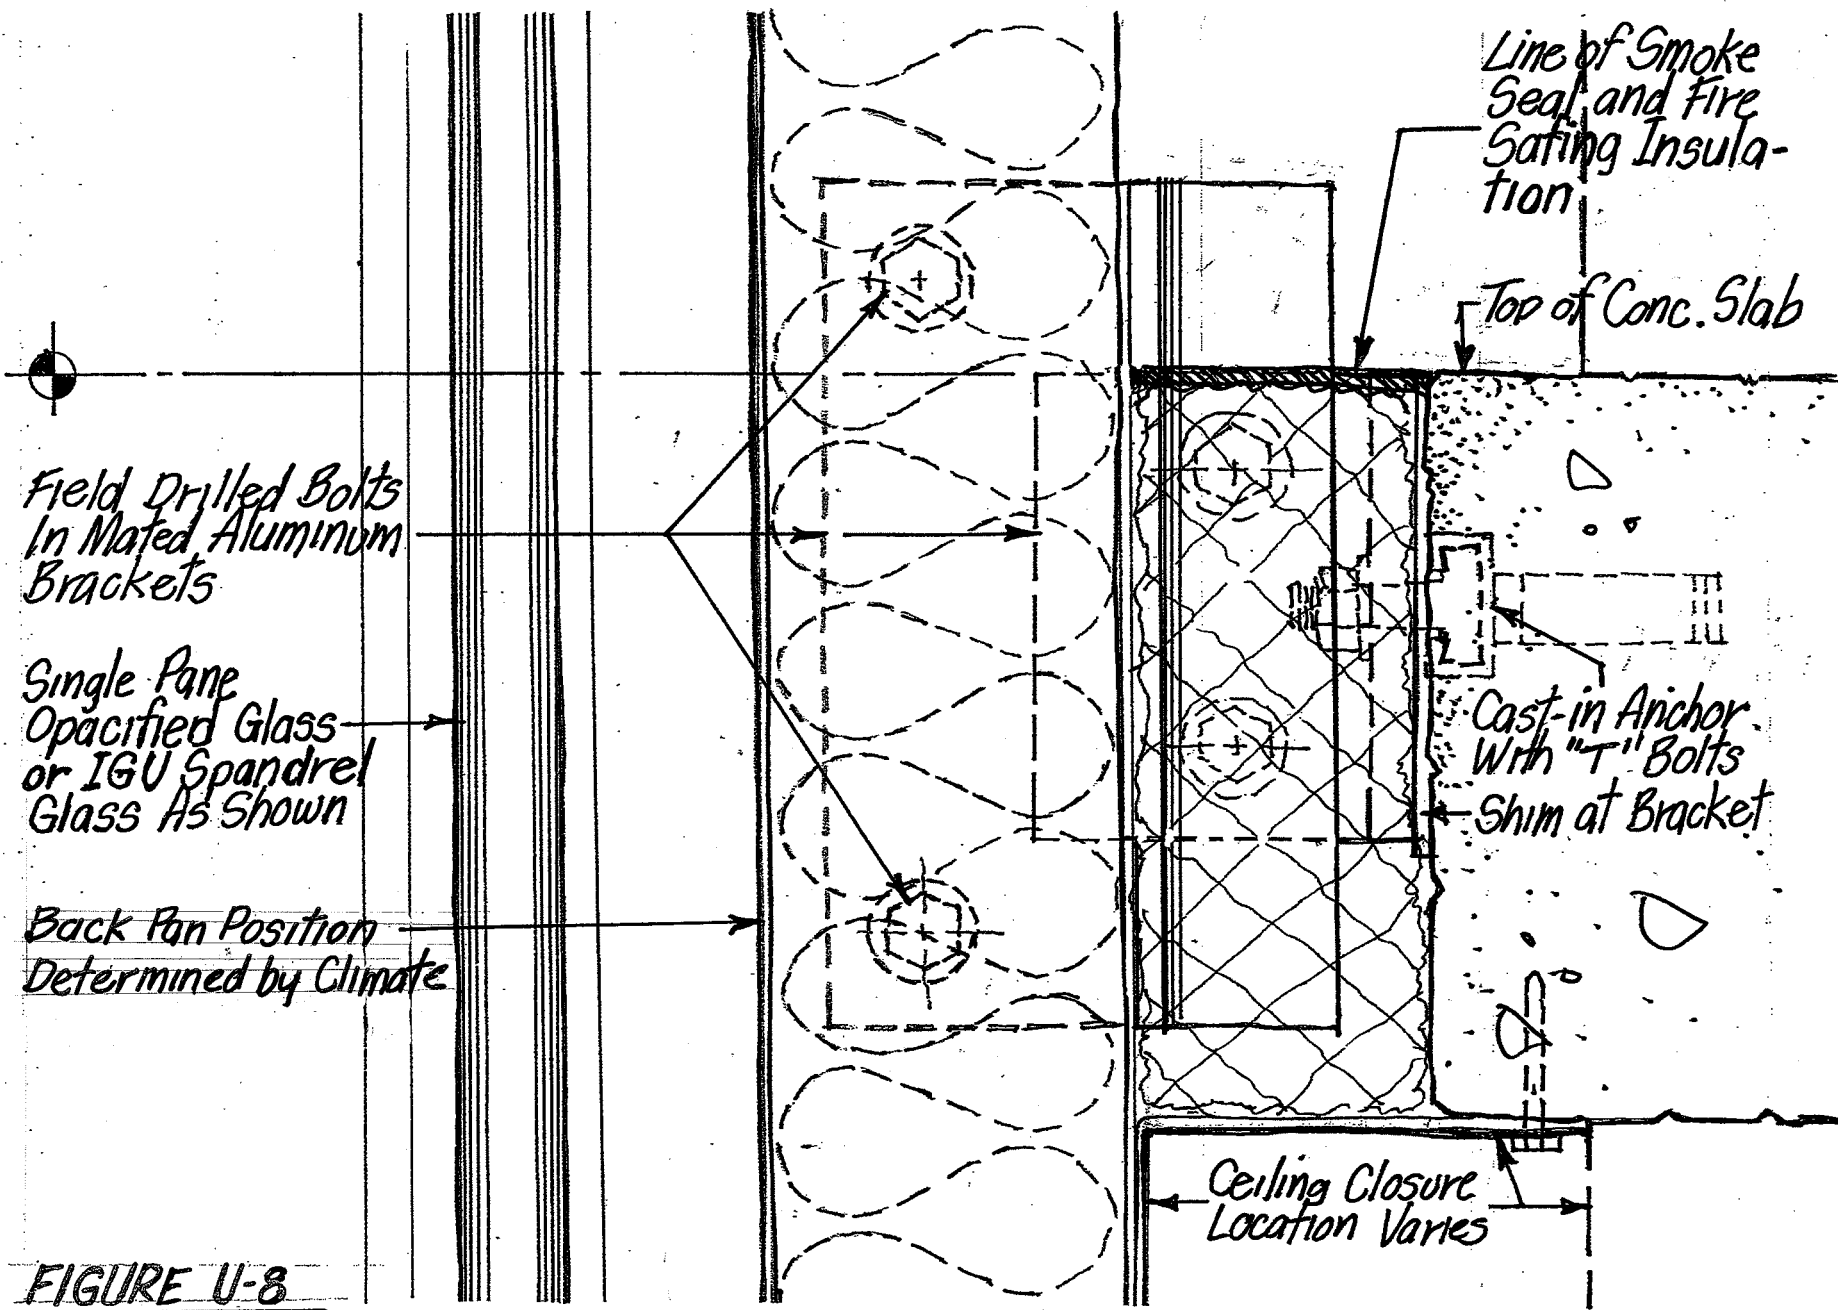 Line of Smoke
Seal and Fire
Safing Insula-
tion
Top of Conc. Slab
Field Drilled Bolts
In Mated Aluminum
Brackets
Single Pane
Opacified Glass
or IGU Spandrel
Glass As Shown
Cast-in Anchor
With "T" Bolts
Shim at Bracket
Back Pan Position
Determined by Climate
Ceiling Closure
Location Varies
FIGURE U-8